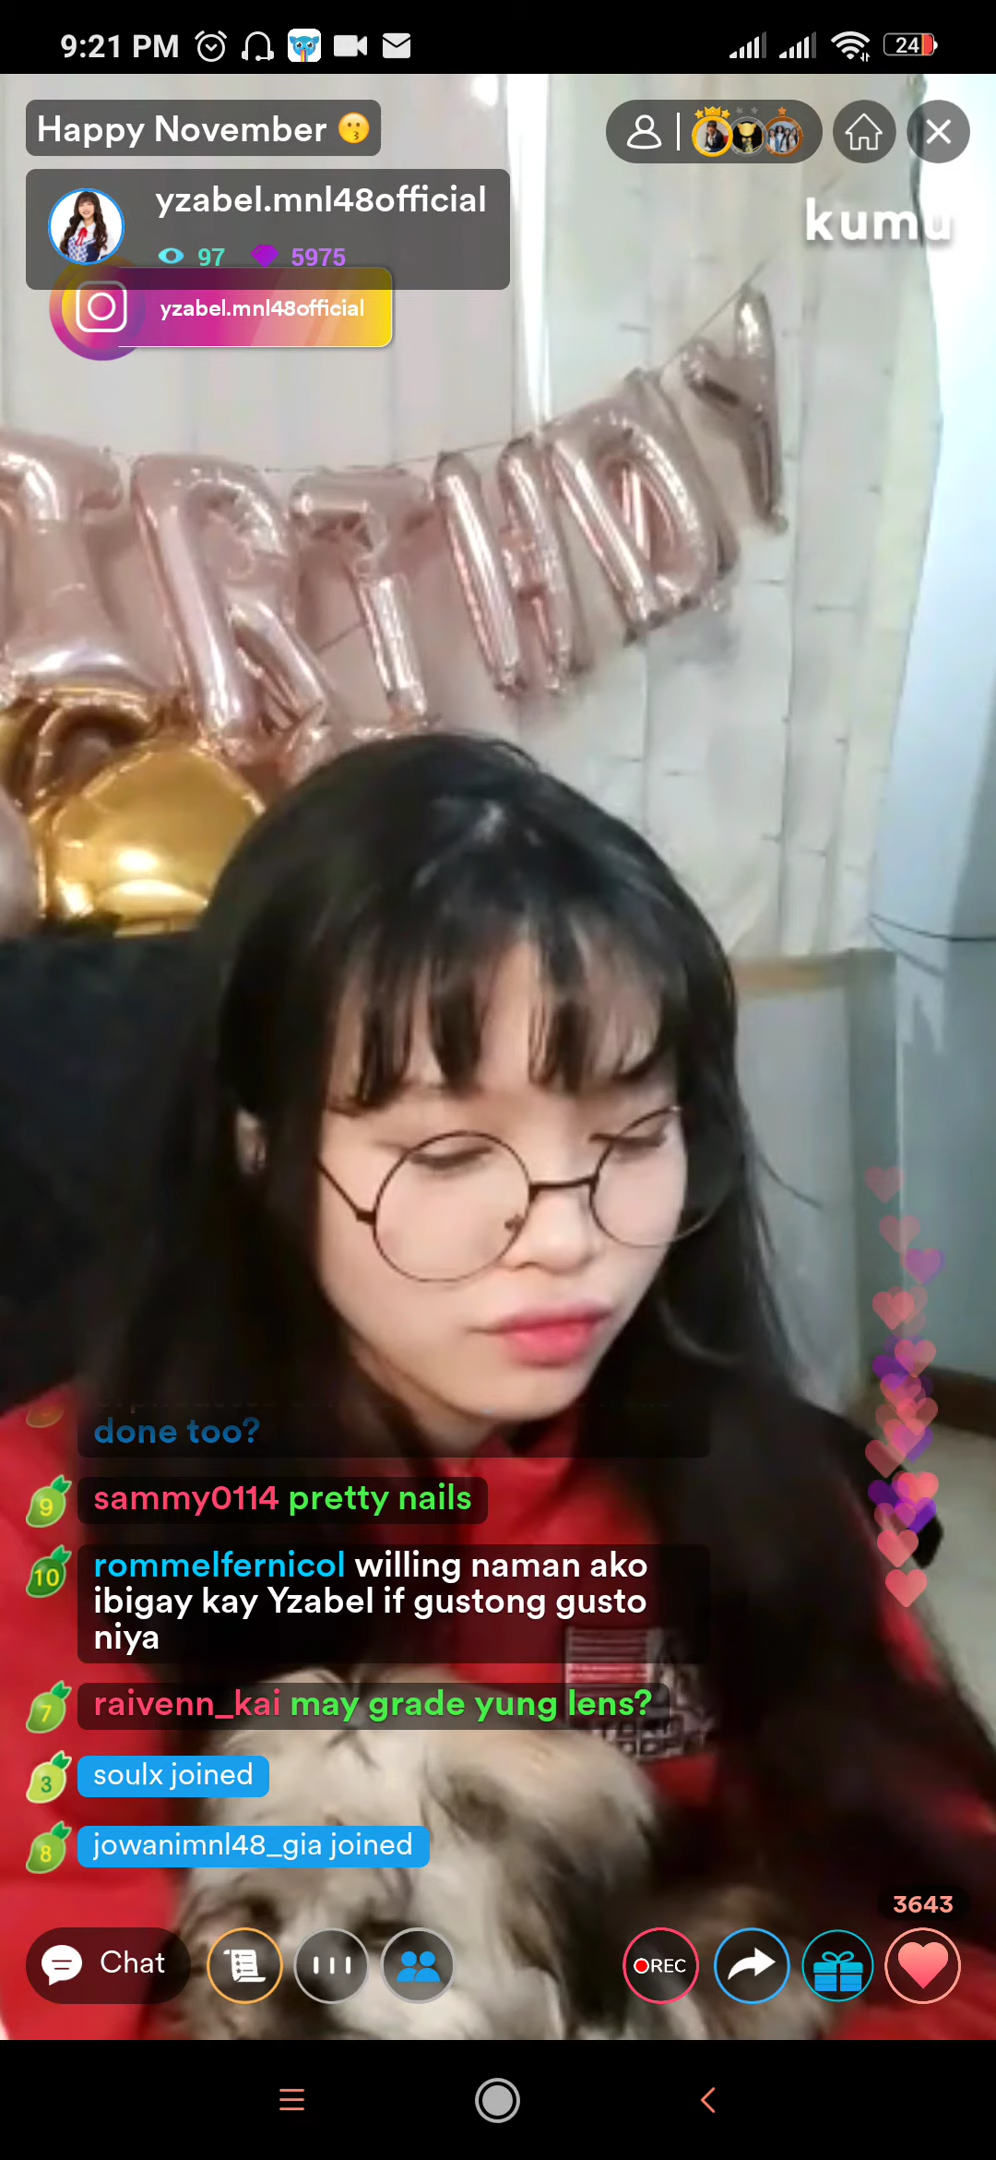 9:21 PM
24
Happy November
yzabel.mnl48official
97 5975
kumu
yzabel.mnl48official
IRTHDAY
done too?
9 sammy0114 pretty nails
10 rommelfernicol willing naman ako
ibigay kay Yzabel if gustong gusto
niya
7 raivenn_kai may grade yung lens?
3 soulx joined
8 jowanimnl48_gia joined
3643
Chat
REC